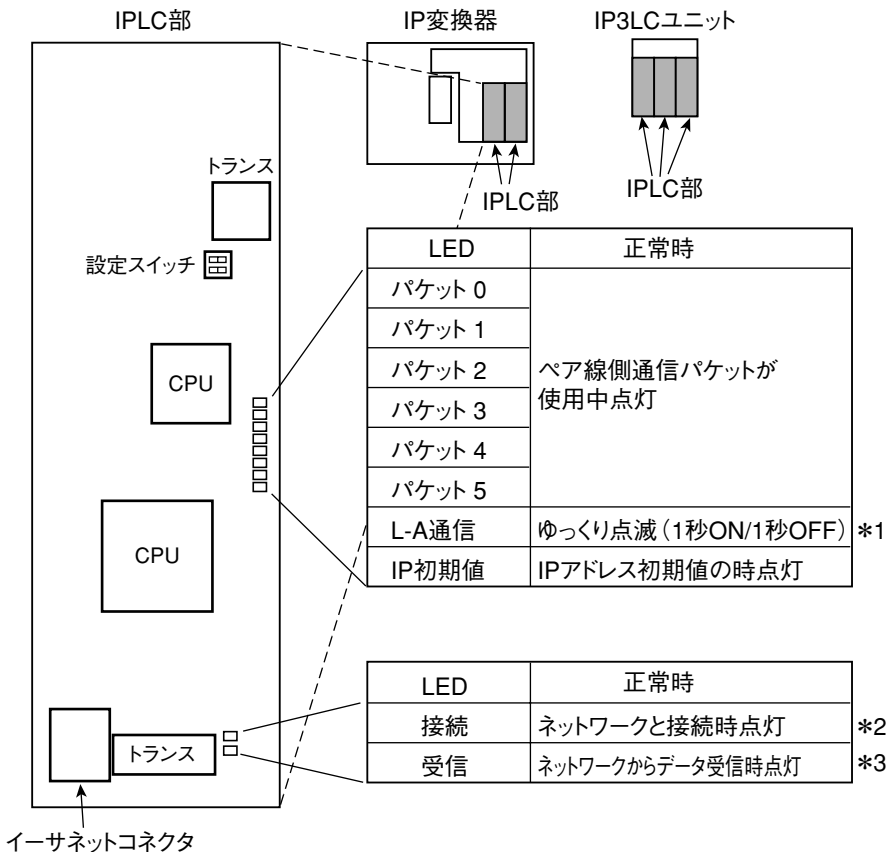 IPLC部
IP変換器
IP3LCユニット
トランス
設定スイッチ
CPU
CPU
トランス
イーサネットコネクタ
IPLC部
IPLC部
LED 正常時
パケット 0
パケット 1
パケット 2
パケット 3
パケット 4
パケット 5
ペア線側通信パケットが
使用中点灯
L-A通信 ゆっくり点滅（1秒ON/1秒OFF） *1
IP初期値 IPアドレス初期値の時点灯
LED 正常時
接続 ネットワークと接続時点灯 *2
受信 ネットワークからデータ受信時点灯 *3